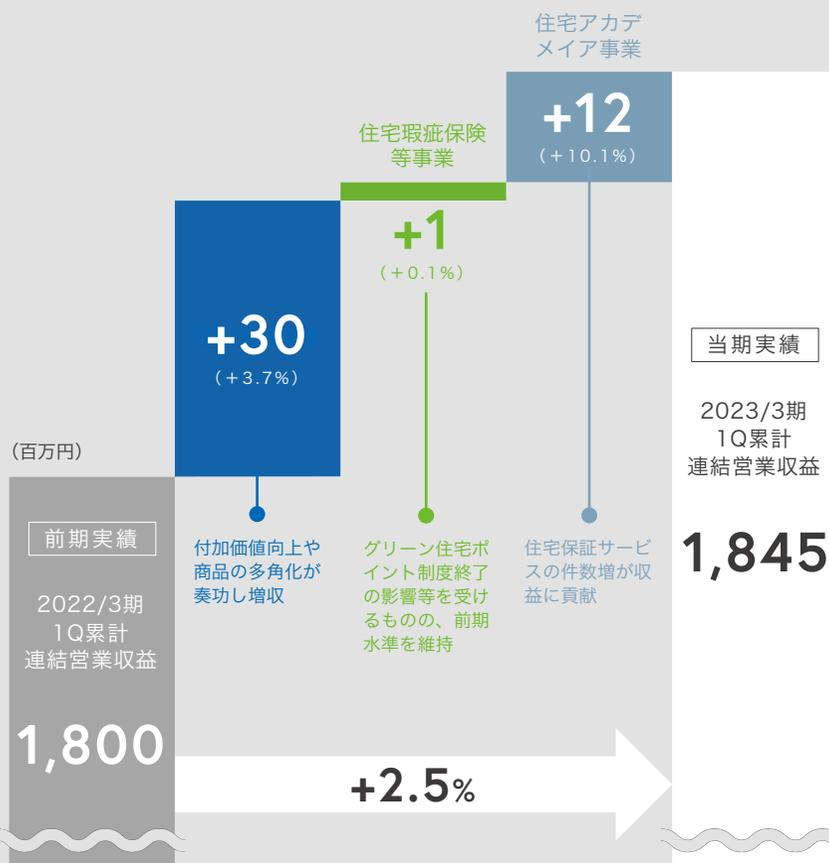 住宅アカデ
メイア事業
+12
（+10.1%）
住宅瑕疵保険
等事業
+1
（+0.1%）
+30
（+3.7%）
（百万円）
前期実績
2022/3期
1Q累計
連結営業収益
1,800
付加価値向上や
商品の多角化が
奏功し増収
グリーン住宅ポ
イント制度終了
の影響等を受け
るものの、前期
水準を維持
住宅保証サービ
スの件数増が収
益に貢献
当期実績
2023/3期
1Q累計
連結営業収益
1,845
+2.5%